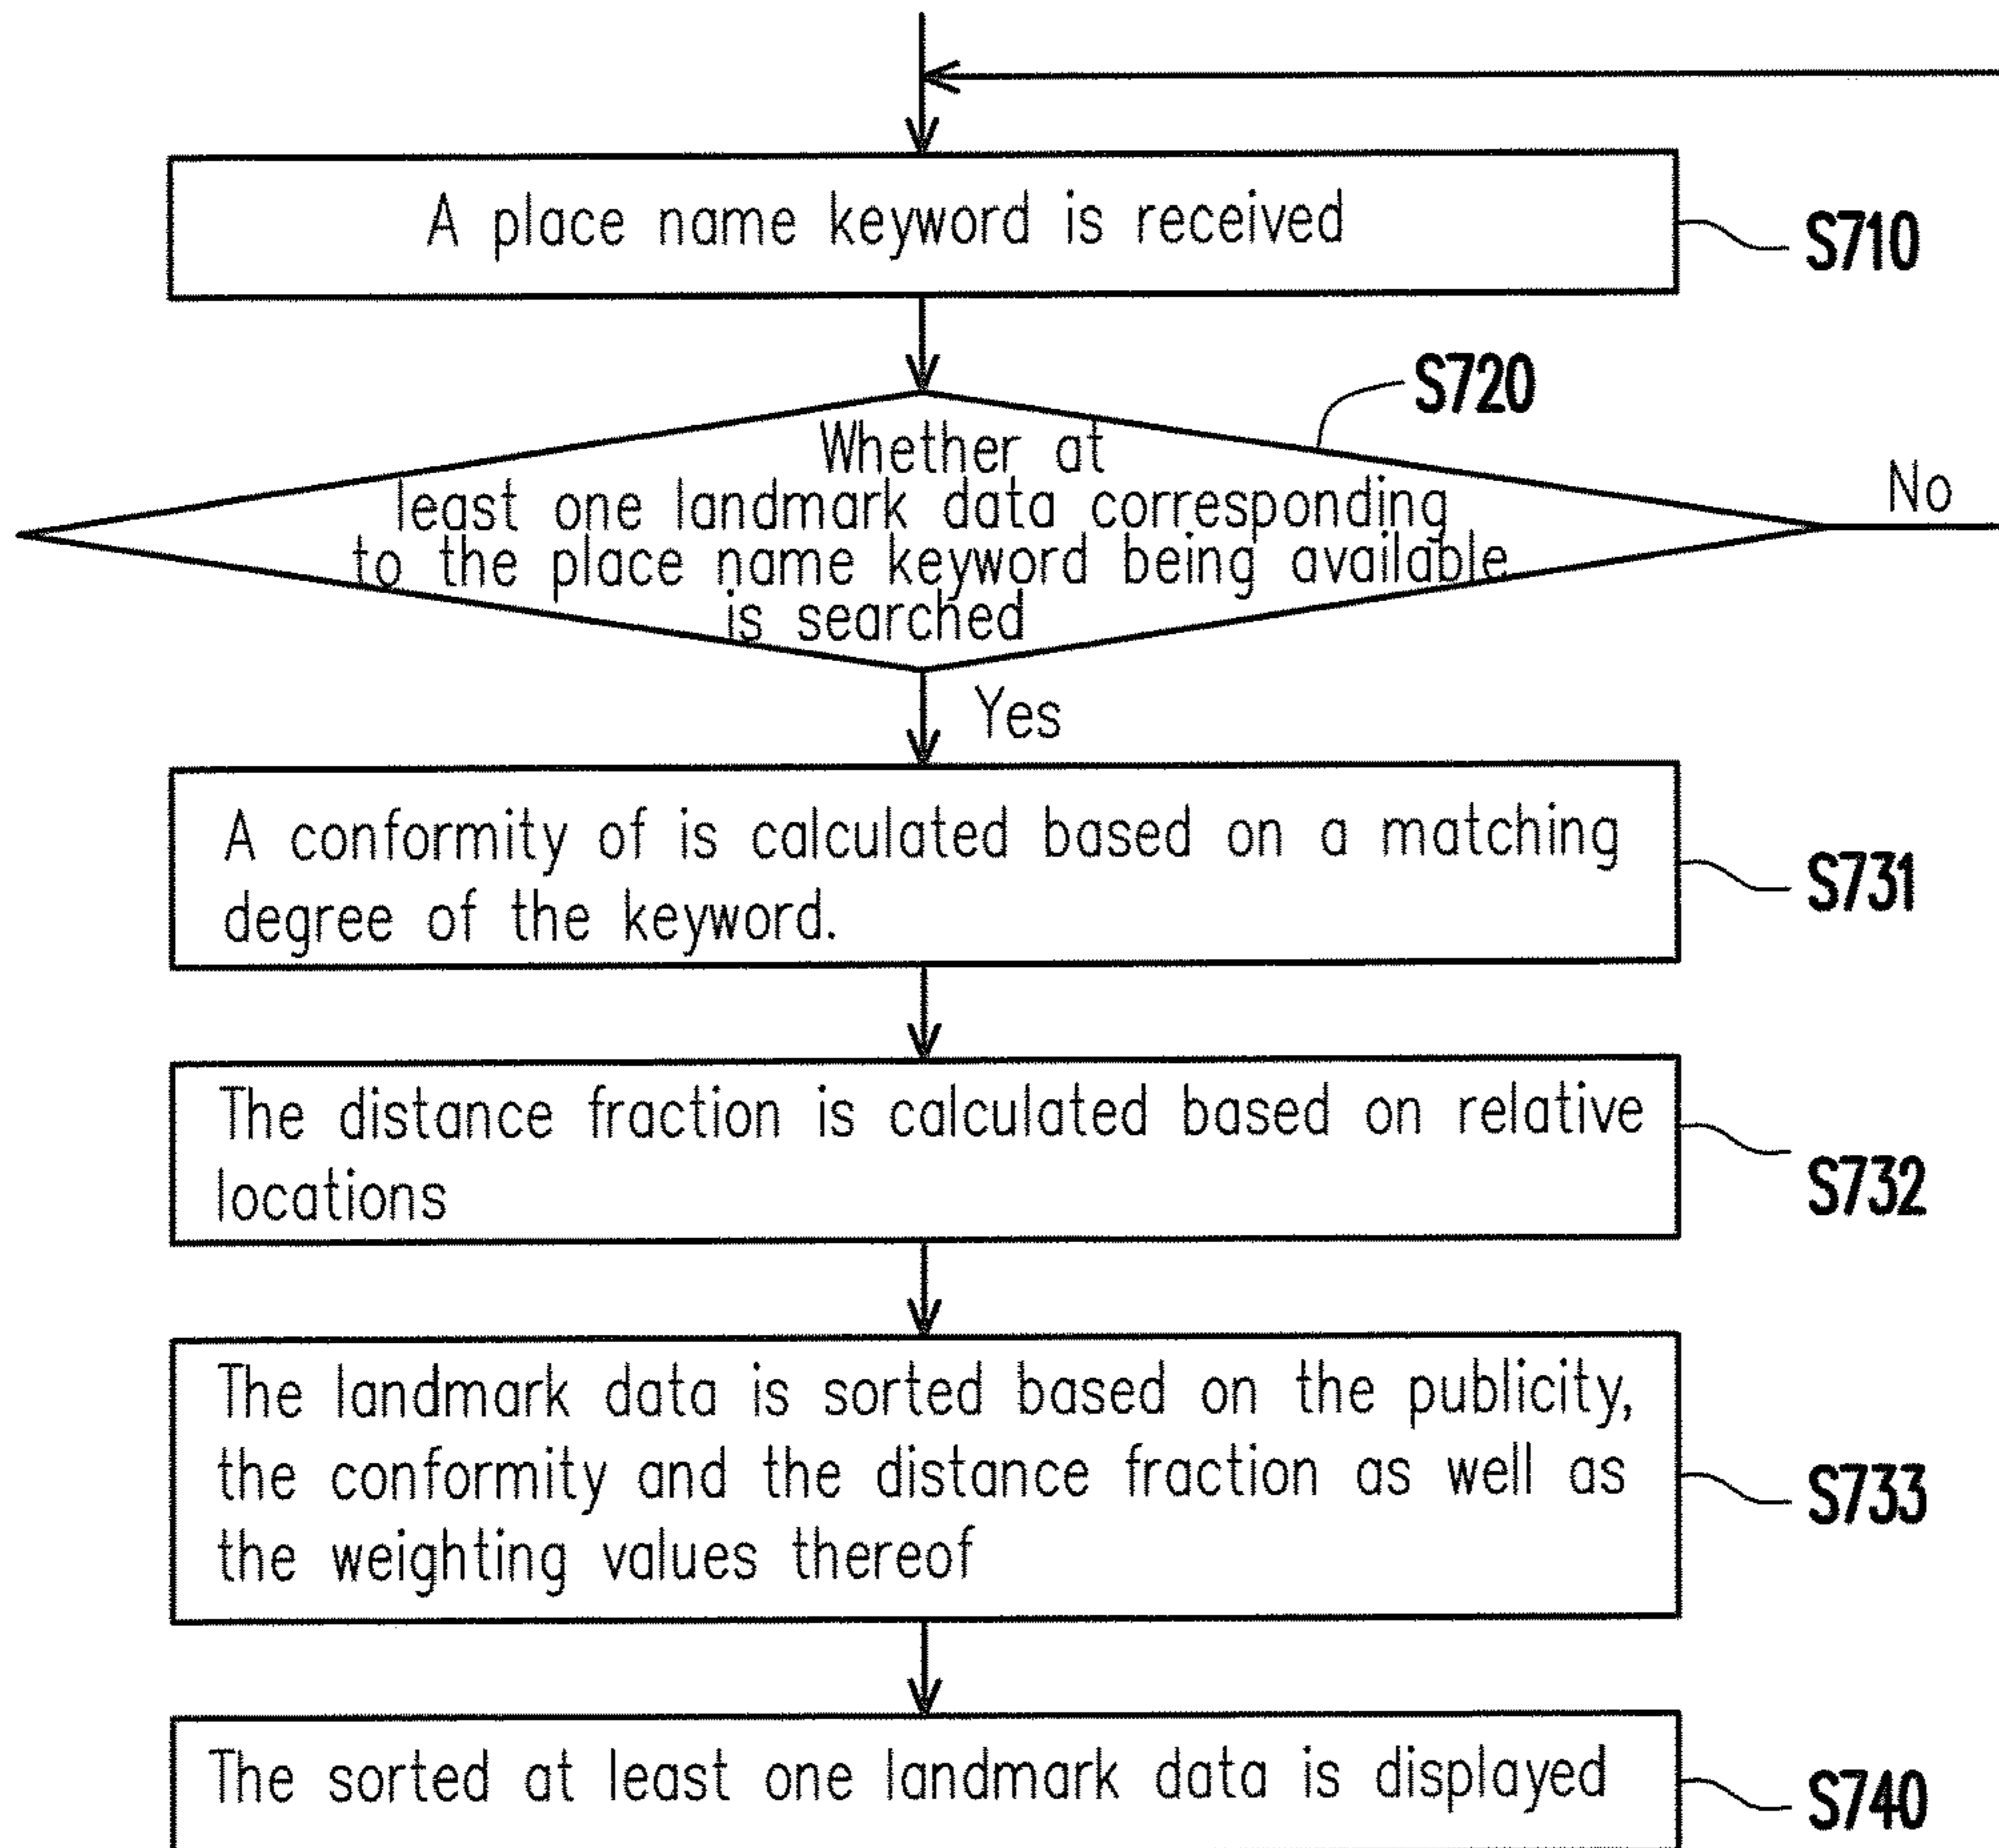 A place name keyword is received
S710
S720
Whether at
least one landmark data corresponding
to the place name keyword being available
is searched
No
Yes
A conformity of is calculated based on a matching
degree of the keyword.
S731
The distance fraction is calculated based on relative
locations
S732
The landmark data is sorted based on the publicity,
the conformity and the distance fraction as well as
the weighting values thereof
S733
The sorted at least one landmark data is displayed
S740